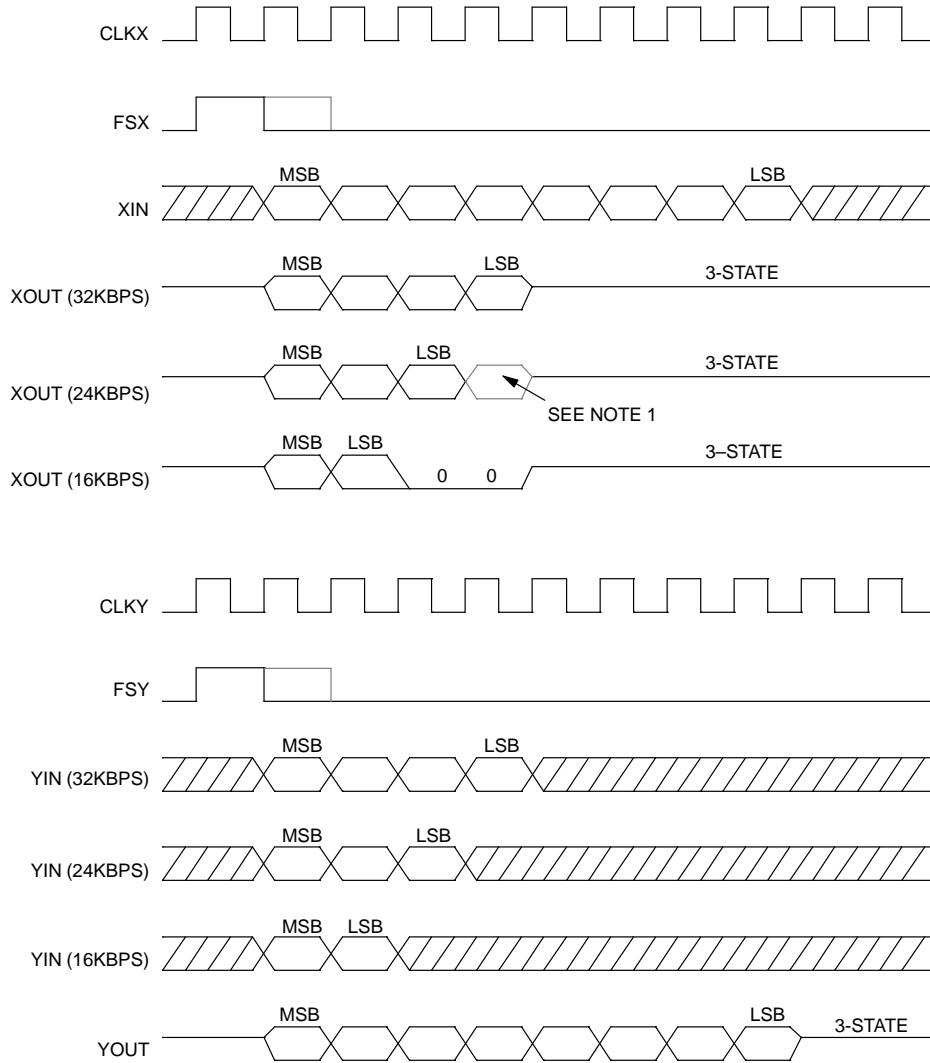 CLKX
FSX
MSB LSB
XIN
MSB LSB 3-STATE
XOUT (32KBPS)
MSB LSB 3-STATE
XOUT (24KBPS)
SEE NOTE 1
MSB LSB 3–STATE
XOUT (16KBPS) 0 0
CLKY
FSY
MSB LSB
YIN (32KBPS)
MSB LSB
YIN (24KBPS)
MSB LSB
YIN (16KBPS)
MSB LSB 3-STATE
YOUT